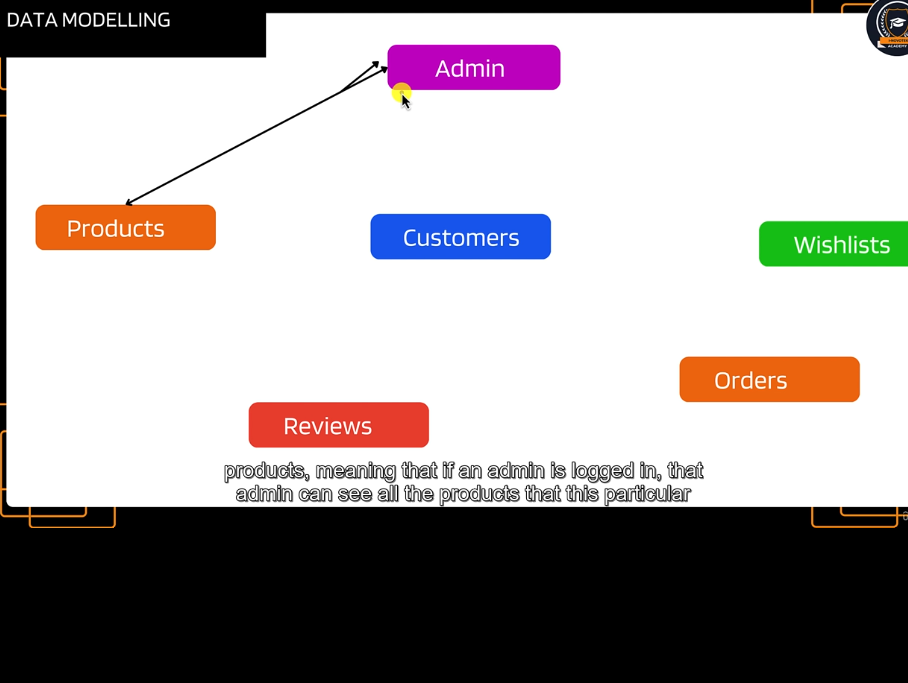 DATA MODELLING
Admin
Products
Customers
Wishlists
Orders
Reviews
products, meaning that if an admin is logged in, that
admin can see all the products that this particular